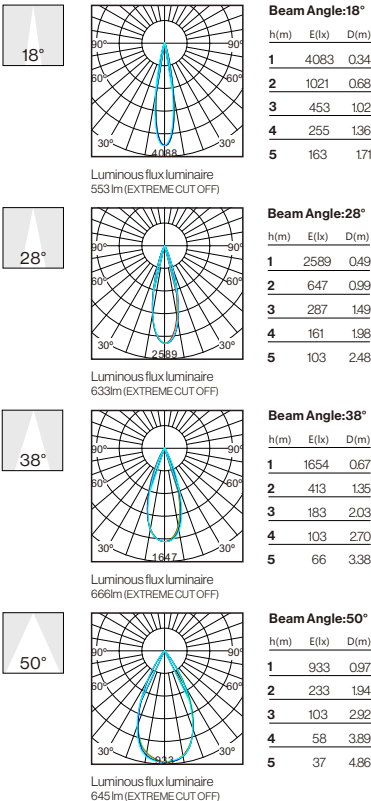 18°
90°
90°
60°
60°
30°
30°
4088
Luminous flux luminaire
553 lm (EXTREME CUT OFF)
Beam Angle:18°
h(m) E(lx) D(m)
1 4083 0.34
2 1021 0.68
3 453 1.02
4 255 1.36
5 163 1.71
28°
90°
90°
60°
60°
30°
30°
2589
Luminous flux luminaire
633lm (EXTREME CUT OFF)
Beam Angle:28°
h(m) E(lx) D(m)
1 2589 0.49
2 647 0.99
3 287 1.49
4 161 1.98
5 103 2.48
38°
90°
90°
60°
60°
30°
30°
1647
Luminous flux luminaire
666lm (EXTREME CUT OFF)
Beam Angle:38°
h(m) E(lx) D(m)
1 1654 0.67
2 413 1.35
3 183 2.03
4 103 2.70
5 66 3.38
50°
90°
90°
60°
60°
30°
30°
933
Luminous flux luminaire
645 lm (EXTREME CUT OFF)
Beam Angle:50°
h(m) E(lx) D(m)
1 933 0.97
2 233 1.94
3 103 2.92
4 58 3.89
5 37 4.86